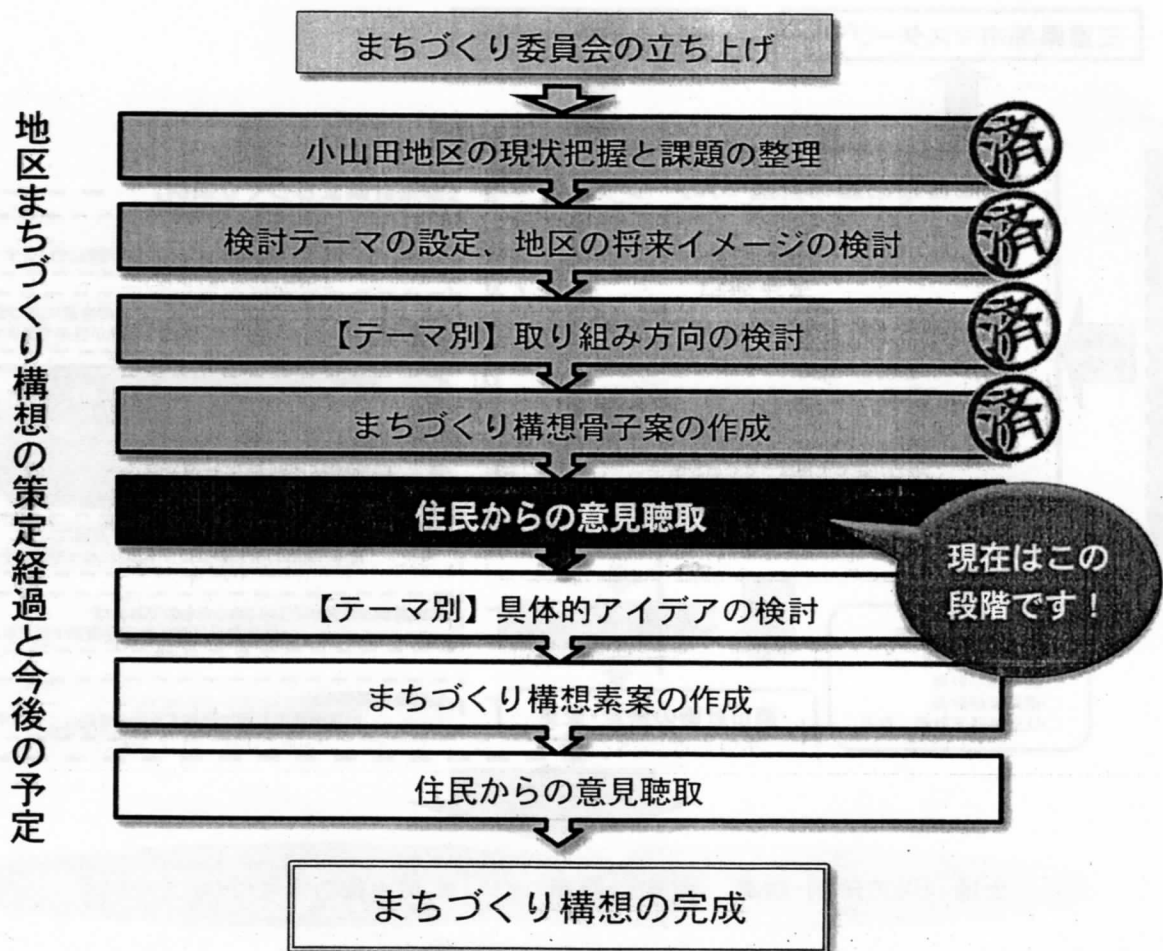 地区まちづくり構想の策定経過と今後の予定
まちづくり委員会の立ち上げ
小山田地区の現状把握と課題の整理
済
検討テーマの設定、地区の将来イメージの検討
済
【テーマ別】取り組み方向の検討
済
まちづくり構想骨子案の作成
済
住民からの意見聴取
現在はこの
段階です！
【テーマ別】具体的アイデアの検討
まちづくり構想素案の作成
住民からの意見聴取
まちづくり構想の完成